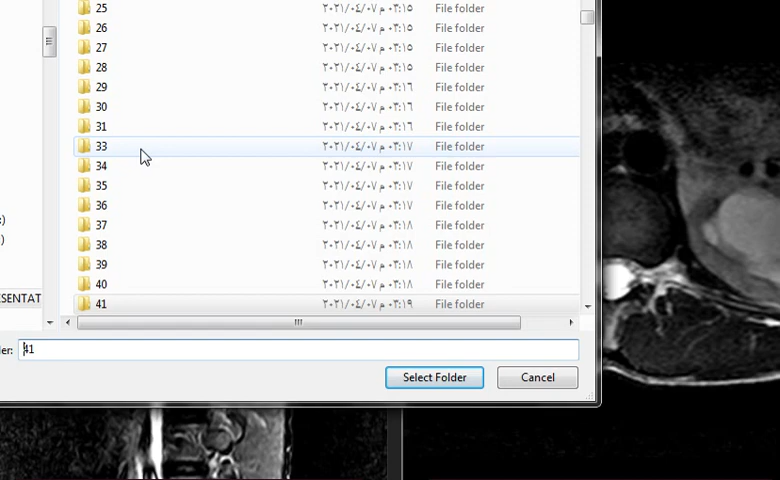 25 ٢٠٢١/٠٤/٠٧ م ٠٣:١٥ File folder
26 ٢٠٢١/٠٤/٠٧ م ٠٣:١٥ File folder
27 ٢٠٢١/٠٤/٠٧ م ٠٣:١٥ File folder
28 ٢٠٢١/٠٤/٠٧ م ٠٣:١٥ File folder
29 ٢٠٢١/٠٤/٠٧ م ٠٣:١٦ File folder
30 ٢٠٢١/٠٤/٠٧ م ٠٣:١٦ File folder
31 ٢٠٢١/٠٤/٠٧ م ٠٣:١٦ File folder
33 ٢٠٢١/٠٤/٠٧ م ٠٣:١٧ File folder
34 ٢٠٢١/٠٤/٠٧ م ٠٣:١٧ File folder
35 ٢٠٢١/٠٤/٠٧ م ٠٣:١٧ File folder
36 ٢٠٢١/٠٤/٠٧ م ٠٣:١٧ File folder
37 ٢٠٢١/٠٤/٠٧ م ٠٣:١٨ File folder
:)
38 ٢٠٢١/٠٤/٠٧ م ٠٣:١٨ File folder
)
39 ٢٠٢١/٠٤/٠٧ م ٠٣:١٨ File folder
40 ٢٠٢١/٠٤/٠٧ م ٠٣:١٨ File folder
ESENTAT
41 ٢٠٢١/٠٤/٠٧ م ٠٣:١٩ File folder
ler: 41
Select Folder Cancel